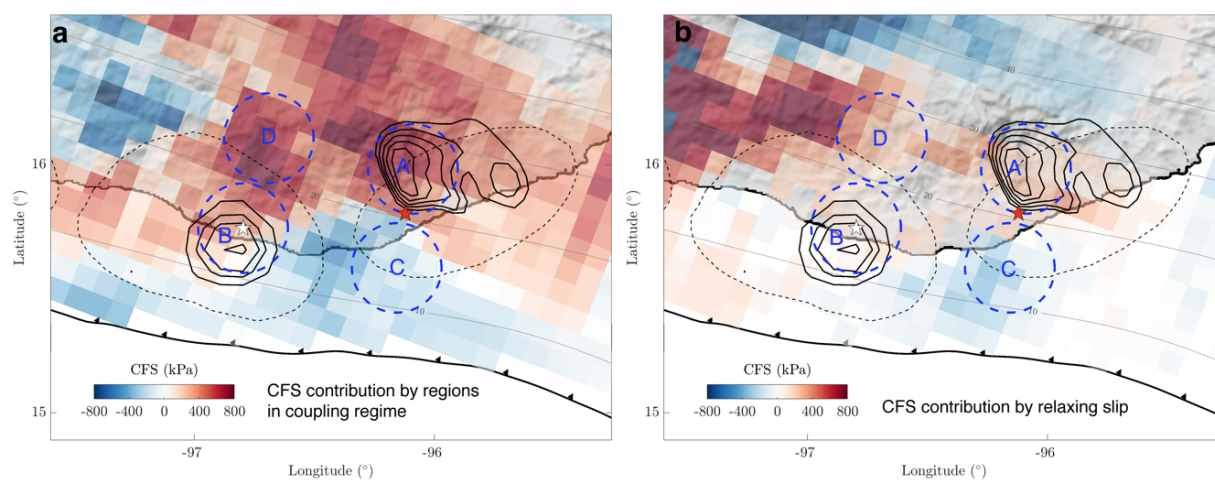 a
40
D
A
16
20
B
C
10
Latitude (°)
CFS (kPa)
-800 -400 0 400 800
CFS contribution by regions
in coupling regime
15
-97 -96
Longitude (°)
b
40
30
D
A
16
20
B
C
10
Latitude (°)
CFS (kPa)
-800 -400 0 400 800
CFS contribution by relaxing slip
15
-97 -96
Longitude (°)